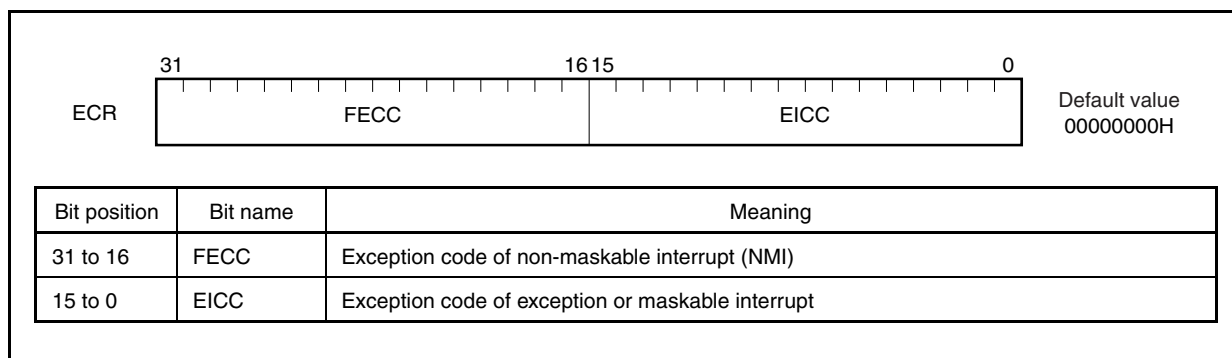 31 16 15 0
ECR FECC EICC Default value
00000000H
Bit position Bit name Meaning
31 to 16 FECC Exception code of non-maskable interrupt (NMI)
15 to 0 EICC Exception code of exception or maskable interrupt